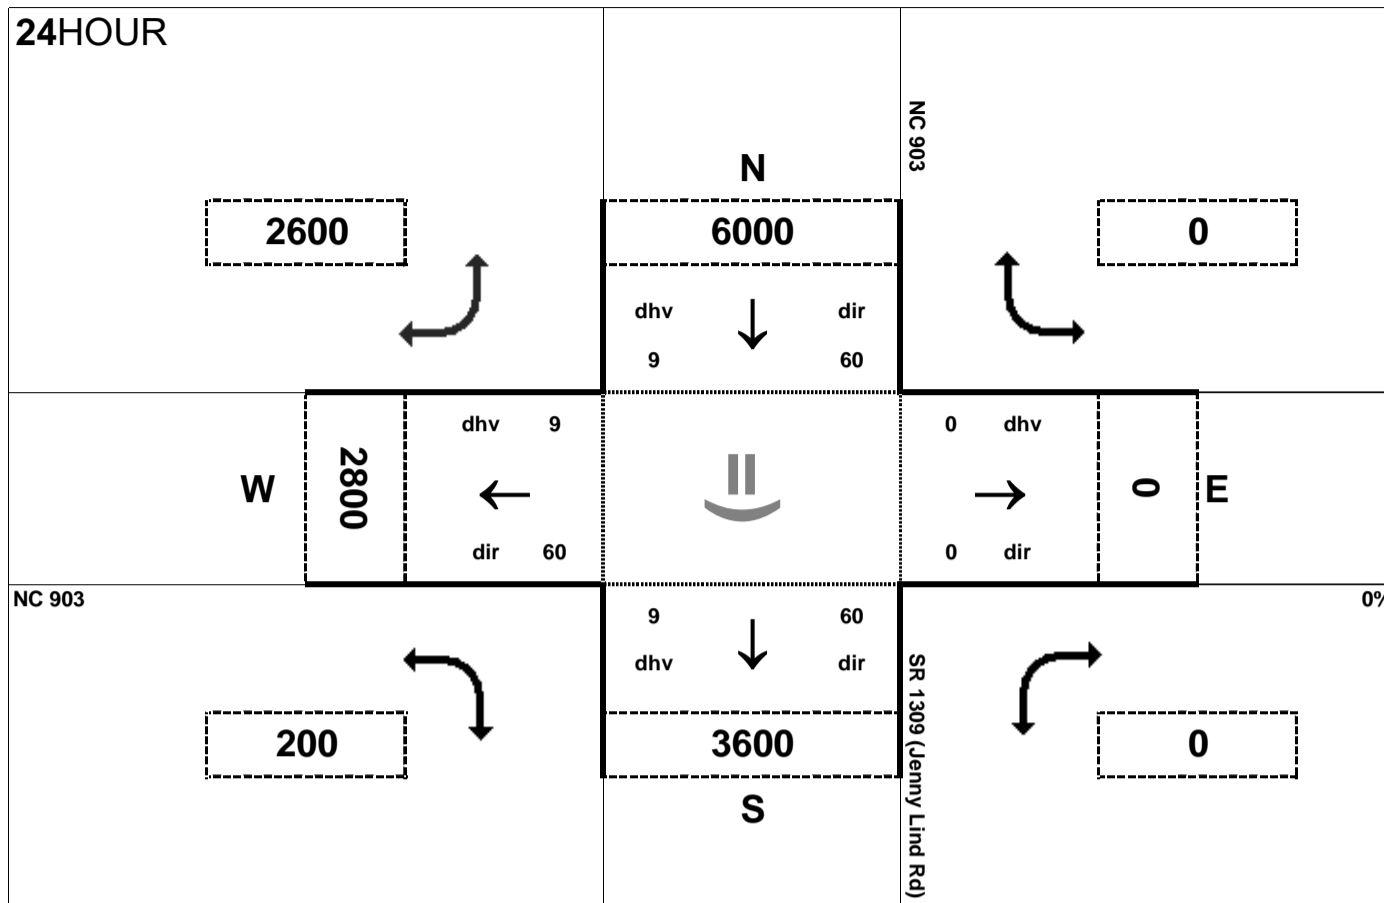 24HOUR
NC 903
N
2600
6000
0
dhv
dir
9
60
dhv 9
0 dhv
W
2800
0
E
dir 60
0 dir
NC 903
0%
9
60
dhv
dir
SR 1309 (Jenny Lind Rd)
200
3600
0
S